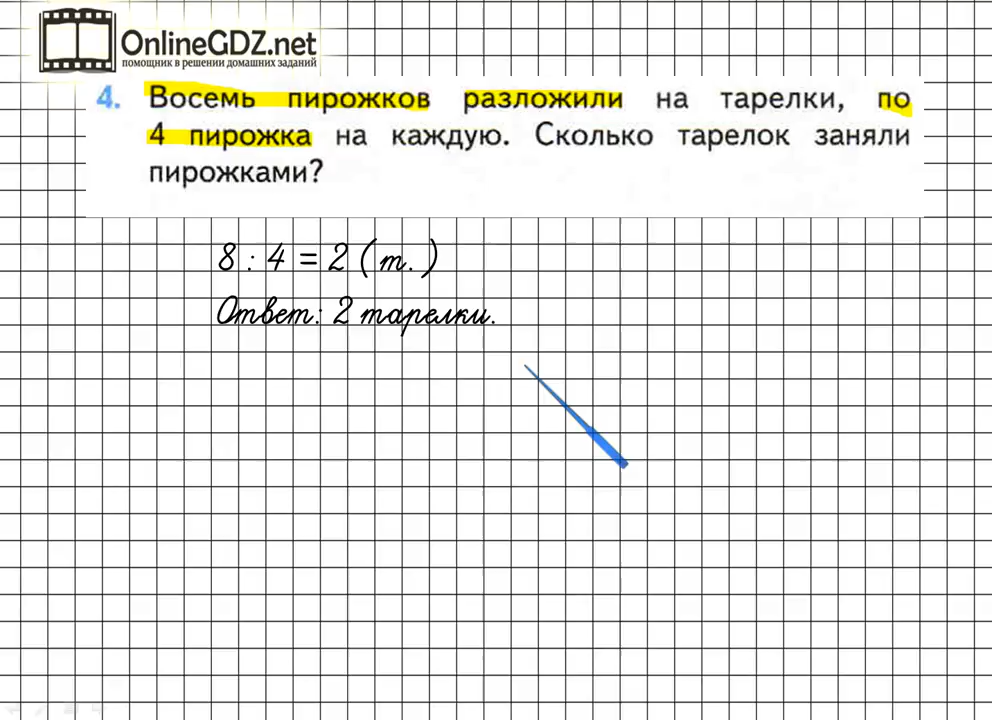 OnlineGDZ.net
помощник в решении домашних заданий
4. Восемь пирожков разложили на тарелки, по
4 пирожка на каждую. Сколько тарелок заняли
пирожками?
8 : 4 = 2 ( т. )
Ответ: 2 тарелки.